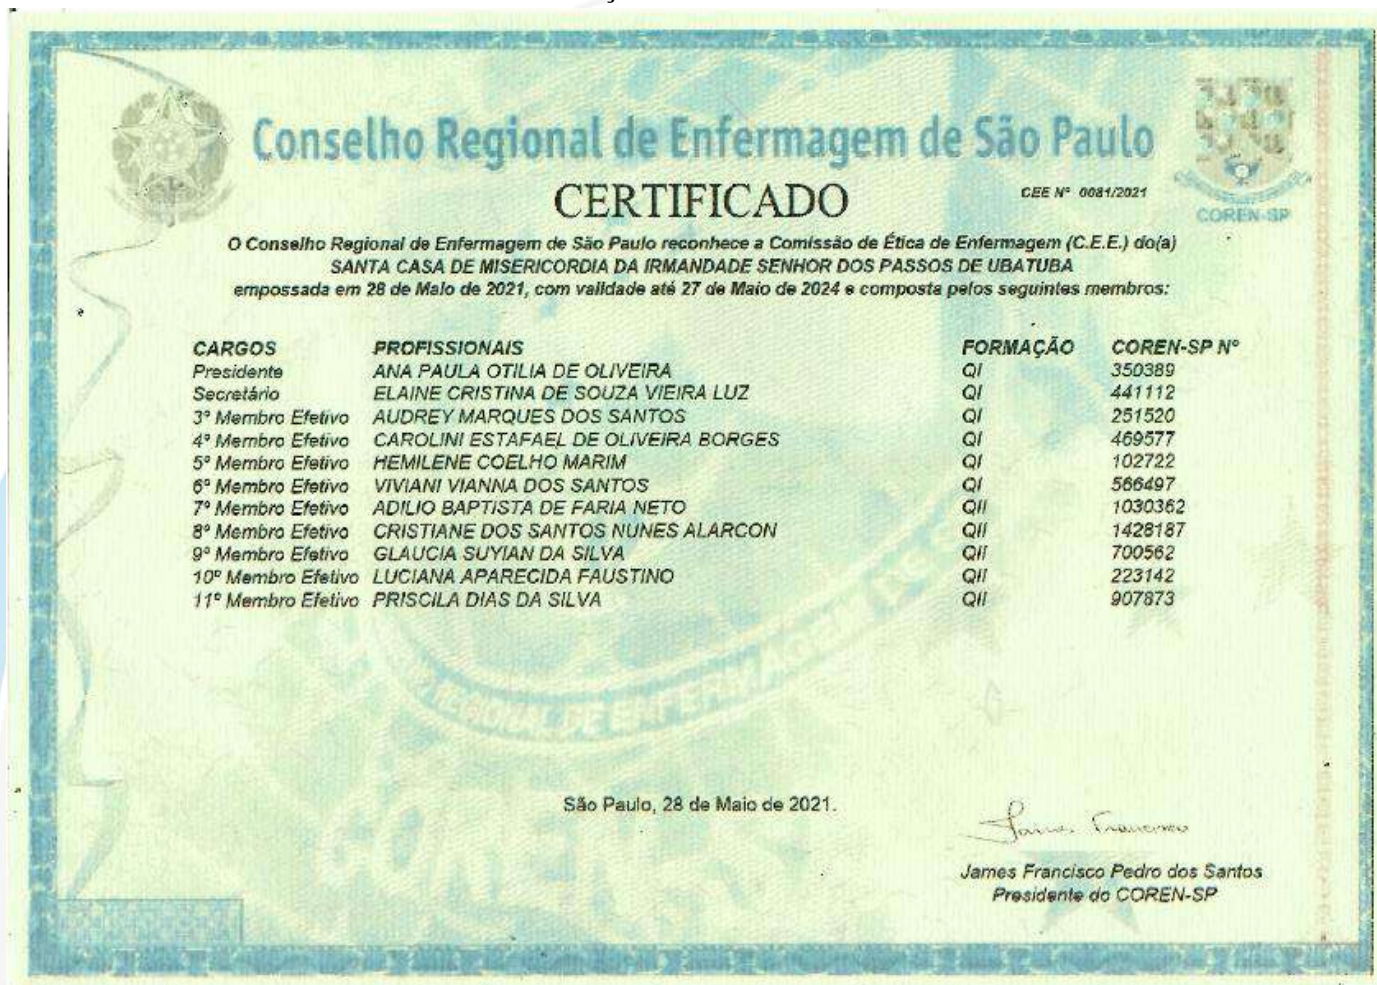 Conselho Regional de Enfermagem de São Paulo
CERTIFICADO
CEE Nº 0081/2021
COREN-SP
O Conselho Regional de Enfermagem de São Paulo reconhece a Comissão de Ética de Enfermagem (C.E.E.) do(a)
SANTA CASA DE MISERICORDIA DA IRMANDADE SENHOR DOS PASSOS DE UBATUBA
empossada em 28 de Maio de 2021, com validade até 27 de Maio de 2024 e composta pelos seguintes membros:
CARGOS PROFISSIONAIS FORMAÇÃO COREN-SP Nº
Presidente ANA PAULA OTILIA DE OLIVEIRA QI 350389
Secretário ELAINE CRISTINA DE SOUZA VIEIRA LUZ QI 441112
3º Membro Efetivo AUDREY MARQUES DOS SANTOS QI 251520
4º Membro Efetivo CAROLINI ESTAFAEL DE OLIVEIRA BORGES QI 469577
5º Membro Efetivo HEMILENE COELHO MARIM QI 102722
6º Membro Efetivo VIVIANI VIANNA DOS SANTOS QI 566497
7º Membro Efetivo ADILIO BAPTISTA DE FARIA NETO QII 1030362
8º Membro Efetivo CRISTIANE DOS SANTOS NUNES ALARCON QII 1428187
9º Membro Efetivo GLAUCIA SUYIAN DA SILVA QII 700562
10º Membro Efetivo LUCIANA APARECIDA FAUSTINO QII 223142
11º Membro Efetivo PRISCILA DIAS DA SILVA QII 907873
REGIONAL DE ENFERMAGEM
São Paulo, 28 de Maio de 2021.
James Francisco
James Francisco Pedro dos Santos
Presidente do COREN-SP